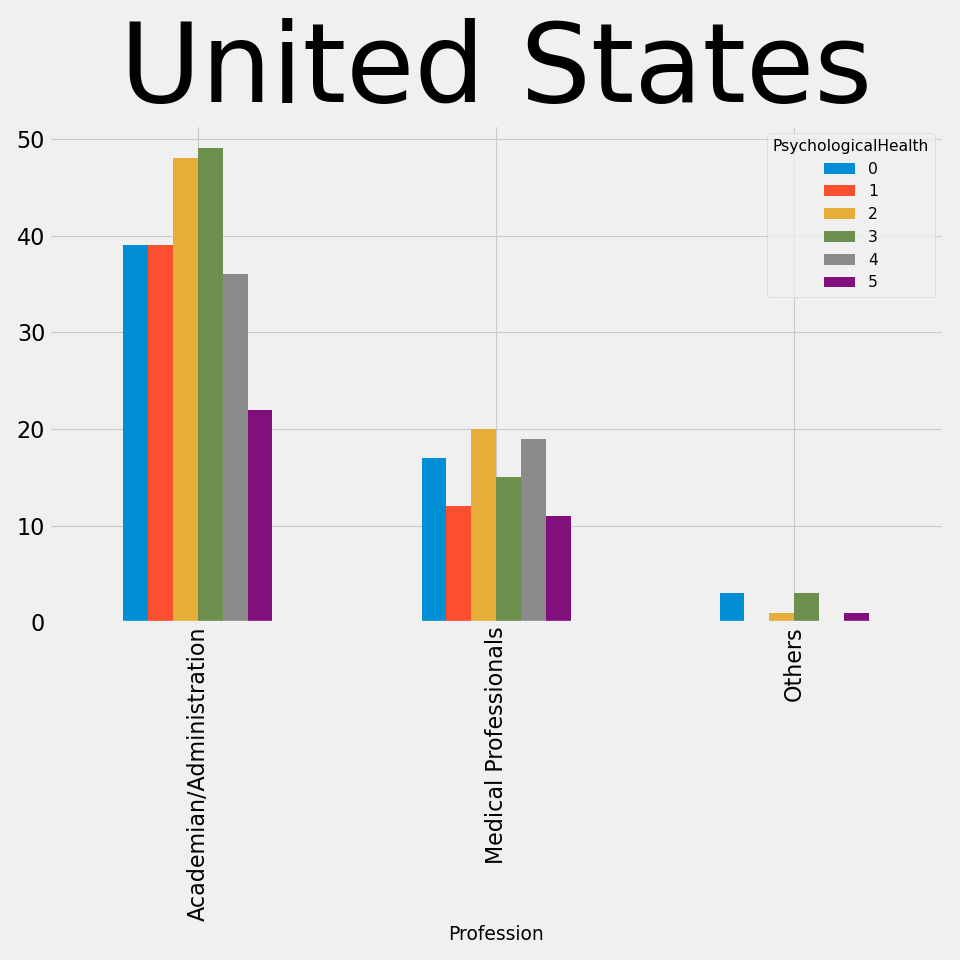 United States
50
40
30
20
10
0
PsychologicalHealth
0
1
2
3
4
5
Academian/Administration
Medical Professionals
Others
Profession